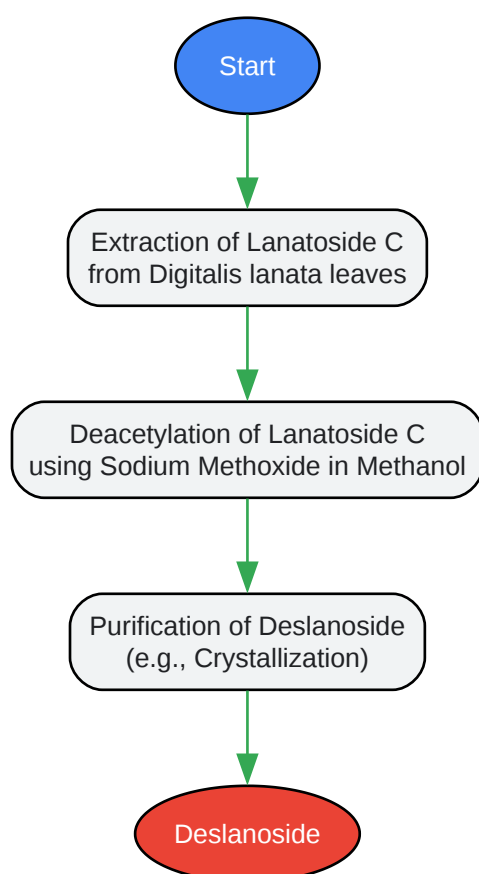 Start
Extraction of Lanatoside C
from Digitalis lanata leaves
Deacetylation of Lanatoside C
using Sodium Methoxide in Methanol
Purification of Deslanoside
(e.g., Crystallization)
Deslanoside